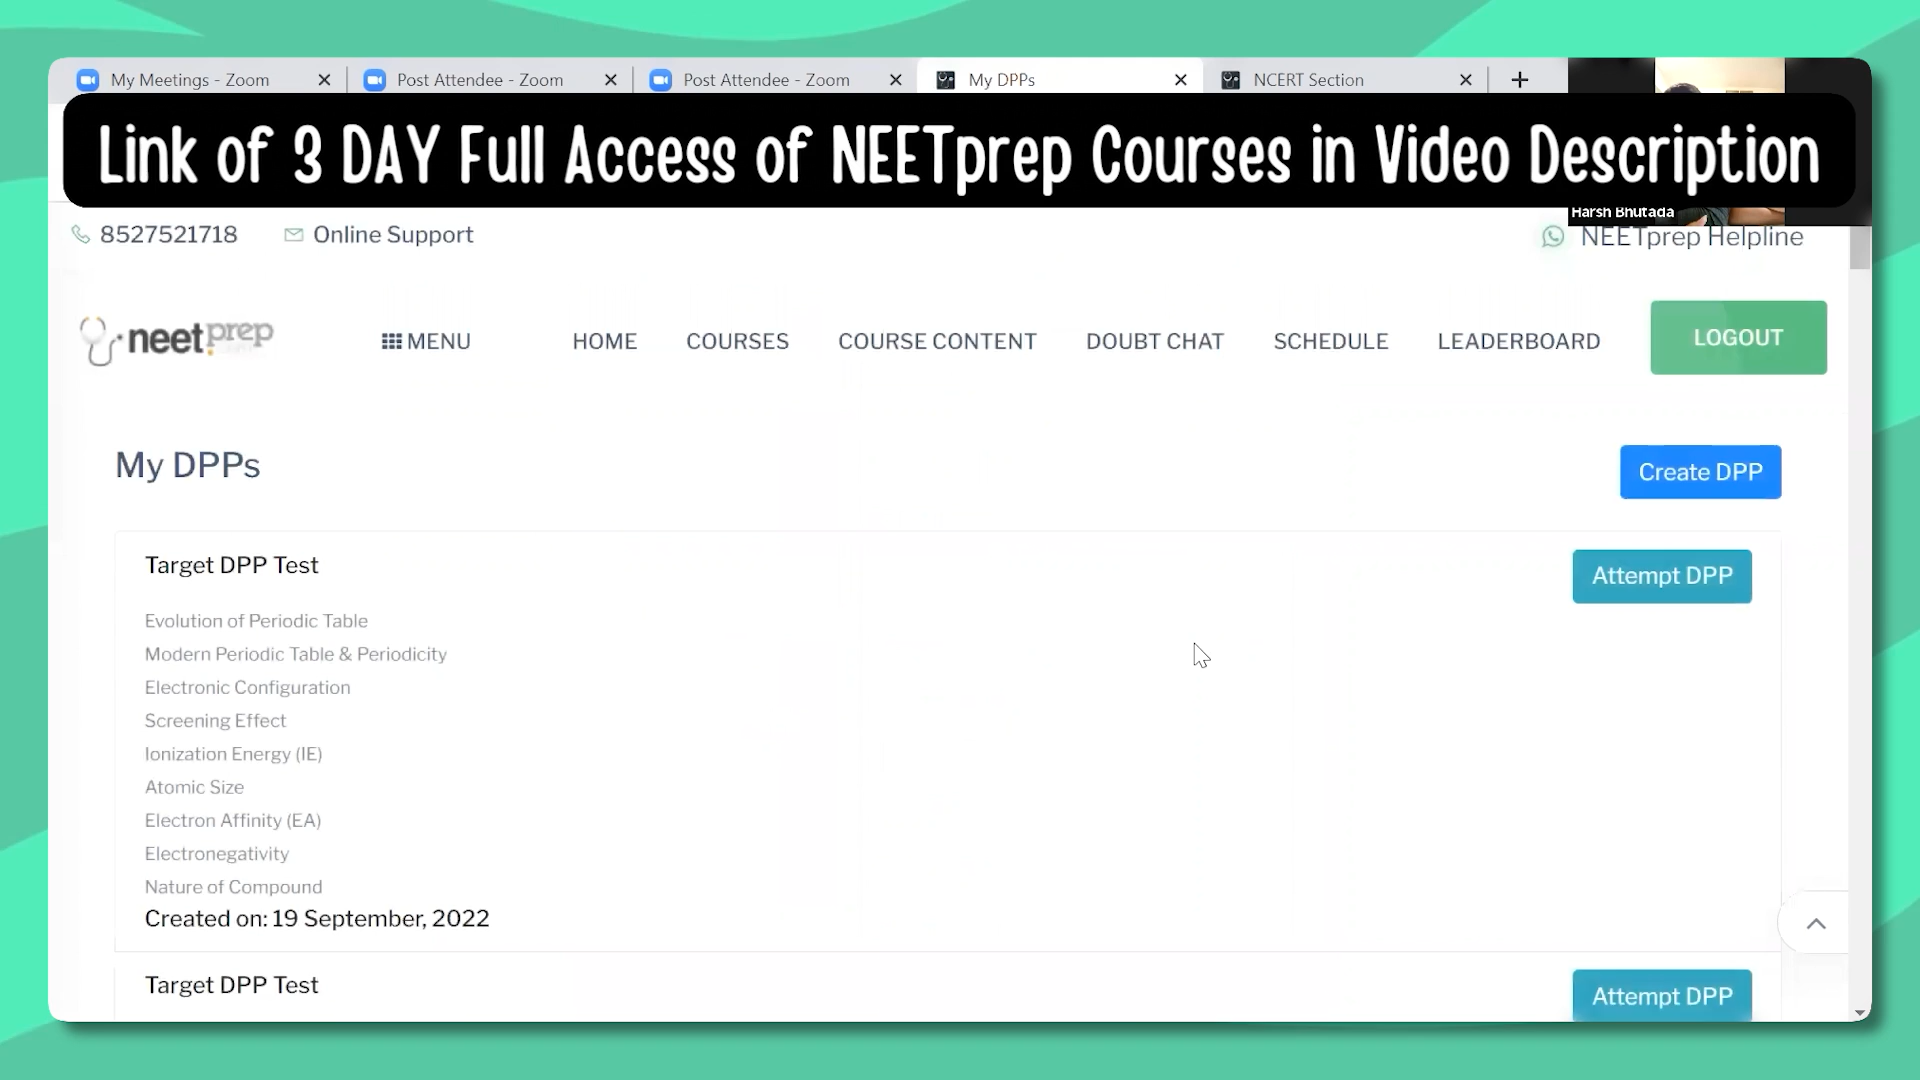 My Meetings - Zoom
Post Attendee - Zoom
Post Attendee - Zoom
My DPPs
NCERT Section
Link of 3 DAY Full Access of NEETprep Courses in Video Description
Harsh Bhutada
8527521718
Online Support
NEETprep Helpline
neetprep
MENU
HOME
COURSES
COURSE CONTENT
DOUBT CHAT
SCHEDULE
LEADERBOARD
LOGOUT
My DPPs
Create DPP
Target DPP Test
Attempt DPP
Evolution of Periodic Table
Modern Periodic Table & Periodicity
Electronic Configuration
Screening Effect
Ionization Energy (IE)
Atomic Size
Electron Affinity (EA)
Electronegativity
Nature of Compound
Created on: 19 September, 2022
Target DPP Test
Attempt DPP